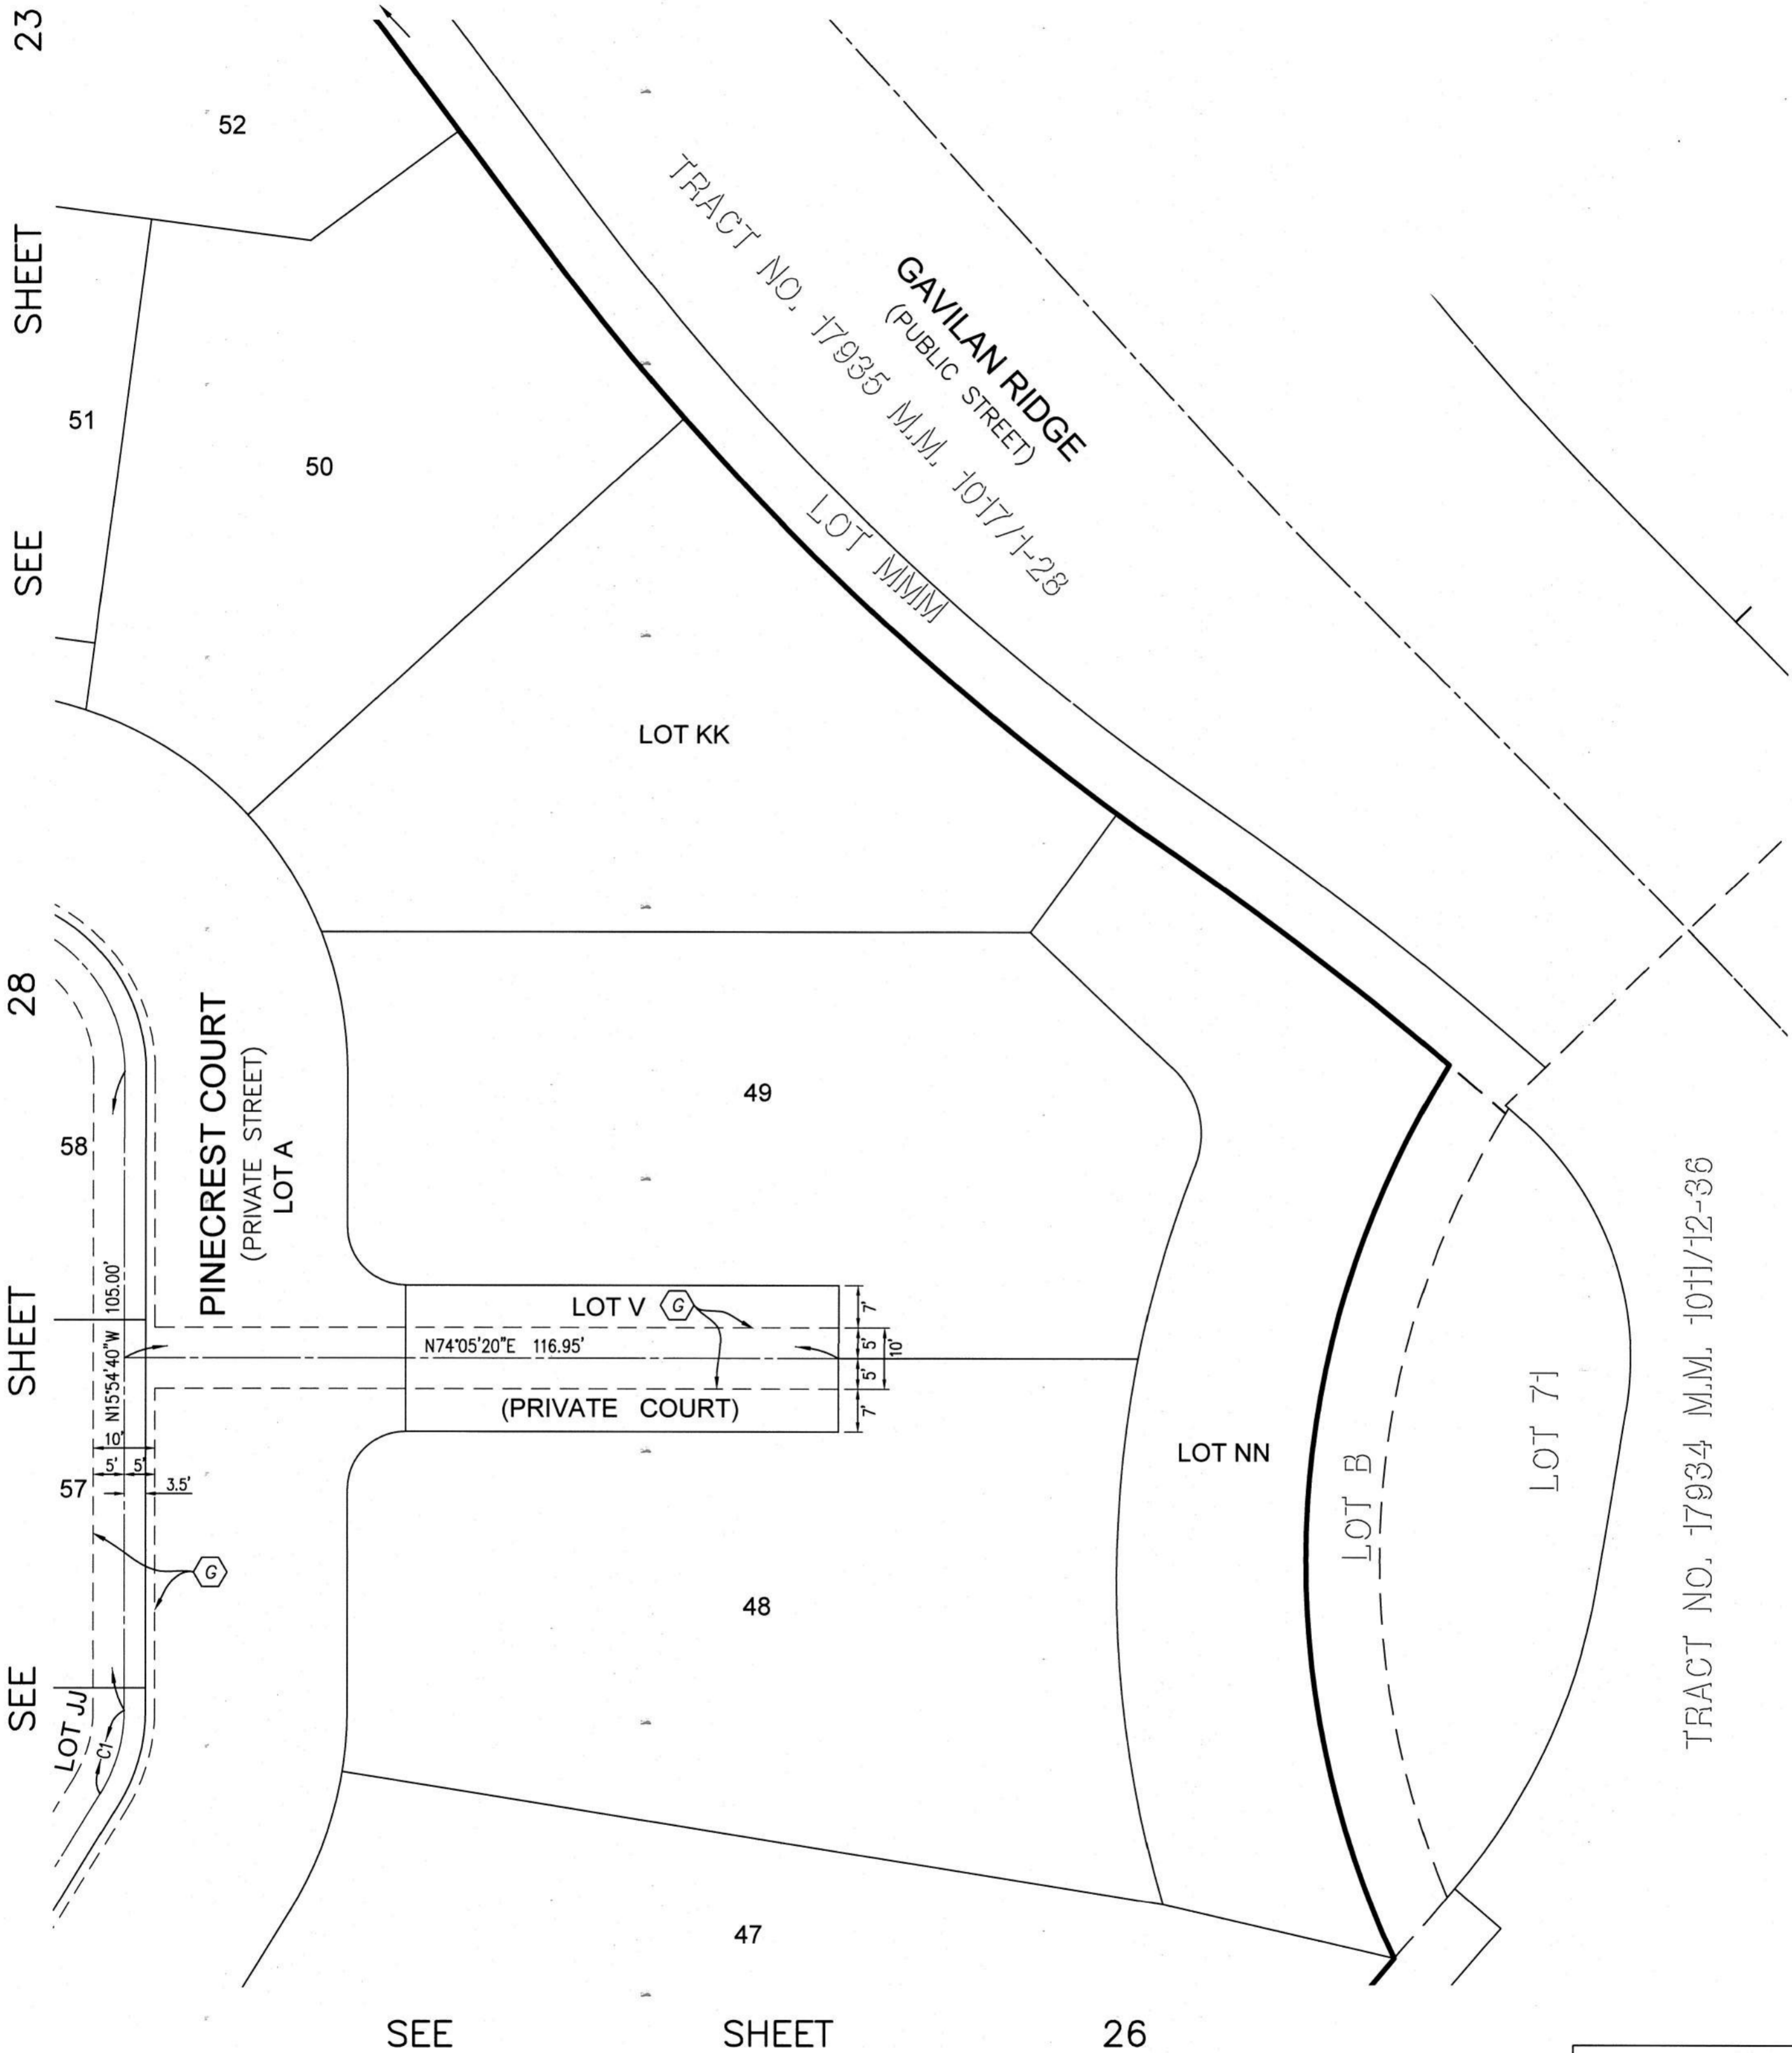 SEE SHEET 23
52
51
50
TRACT NO. 17935 M.M. 1017/1-28
GAVILAN RIDGE
(PUBLIC STREET)
LOT MMM
LOT KK
SEE SHEET 28
PINECREST COURT
(PRIVATE STREET)
LOT A
58
49
N15°54'40"W 105.00'
LOT V G
7'
N74°05'20"E 116.95'
5'
10'
5'
(PRIVATE COURT)
7'
10'
5' 5'
3.5'
57
G
LOT NN
LOT B
LOT 71
TRACT NO. 17934 M.M. 1011/12-36
48
LOT JJ
C1
47
SEE SHEET 26